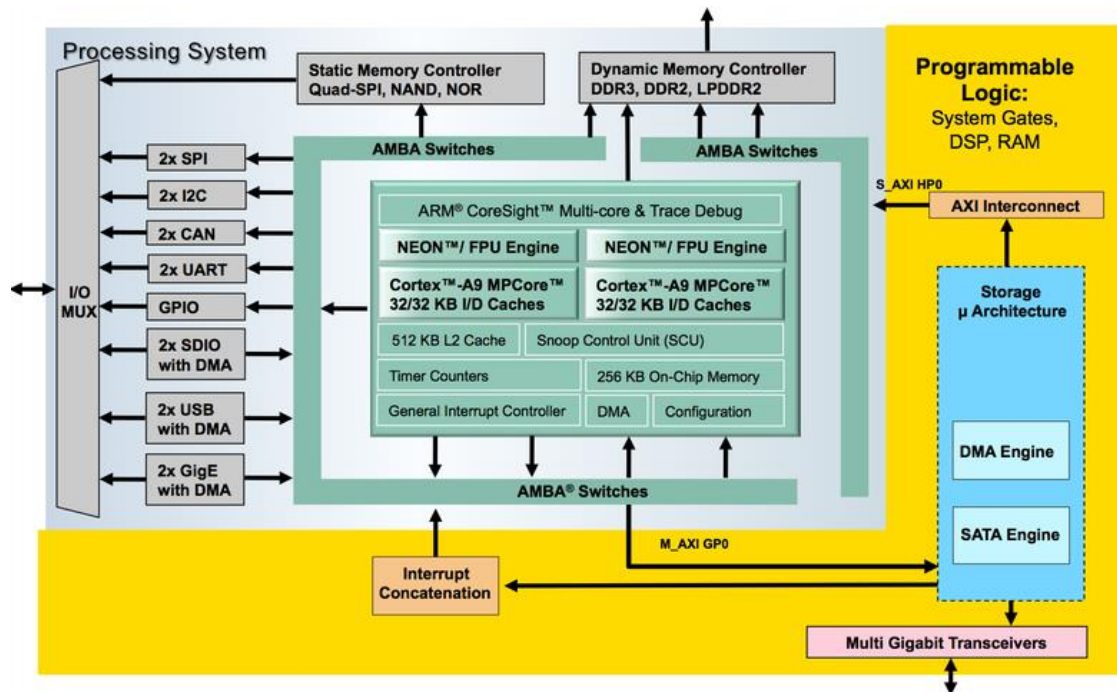 Processing System
Static Memory Controller
Quad-SPI, NAND, NOR
Dynamic Memory Controller
DDR3, DDR2, LPDDR2
Programmable
Logic:
System Gates,
DSP, RAM
AMBA Switches
AMBA Switches
2x SPI
2x I2C
2x CAN
2x UART
GPIO
2x SDIO
with DMA
2x USB
with DMA
2x GigE
with DMA
I/O
MUX
ARM® CoreSight™ Multi-core & Trace Debug
NEON™/ FPU Engine
NEON™/ FPU Engine
Cortex™-A9 MPCore™
32/32 KB I/D Caches
Cortex™-A9 MPCore™
32/32 KB I/D Caches
512 KB L2 Cache
Snoop Control Unit (SCU)
Timer Counters
256 KB On-Chip Memory
General Interrupt Controller
DMA
Configuration
AMBA® Switches
S_AXI HP0
AXI Interconnect
Storage
µ Architecture
DMA Engine
SATA Engine
M_AXI GP0
Interrupt
Concatenation
Multi Gigabit Transceivers